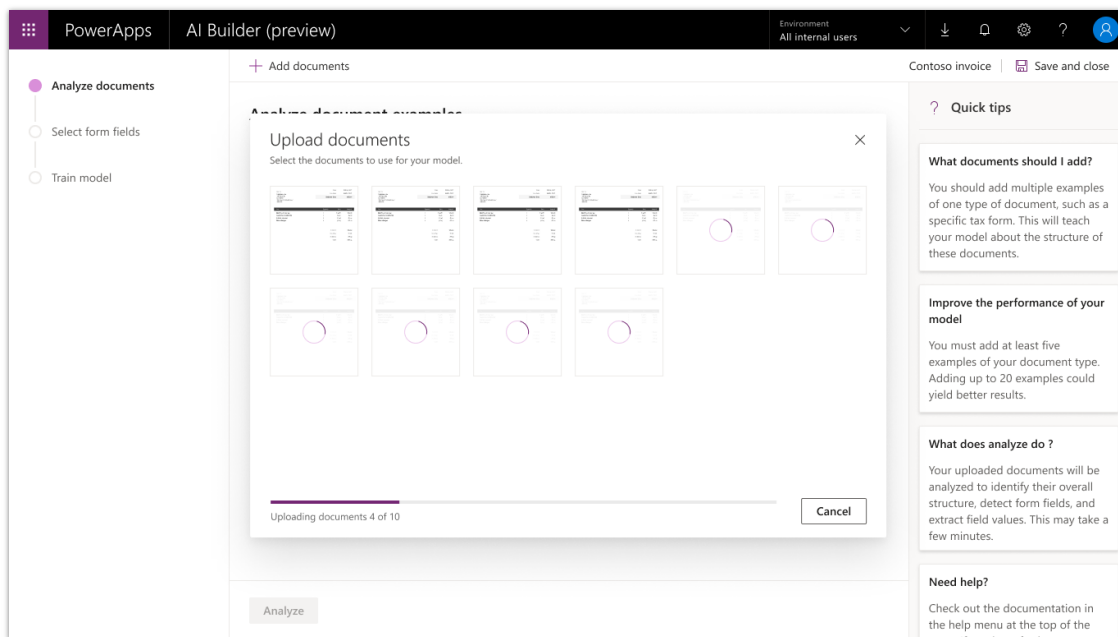 PowerApps
AI Builder (preview)
Environment
All internal users
Analyze documents
Select form fields
Train model
Add documents
Contoso invoice
Save and close
Analyze document examples
Upload documents
Select the documents to use for your model.
Uploading documents 4 of 10
Cancel
Analyze
? Quick tips
What documents should I add?
You should add multiple examples
of one type of document, such as a
specific tax form. This will teach
your model about the structure of
these documents.
Improve the performance of your
model
You must add at least five
examples of your document type.
Adding up to 20 examples could
yield better results.
What does analyze do ?
Your uploaded documents will be
analyzed to identify their overall
structure, detect form fields, and
extract field values. This may take a
few minutes.
Need help?
Check out the documentation in
the help menu at the top of the